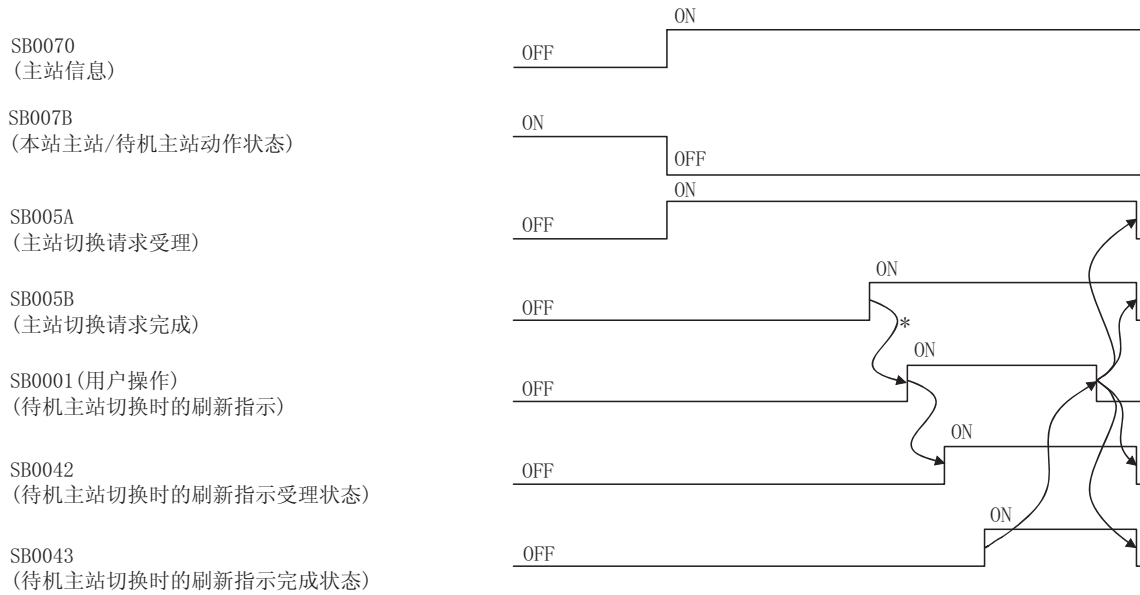 ON
SB0070
OFF
(主站信息)
SB007B
ON
(本站主站/待机主站动作状态)
OFF
ON
SB005A
OFF
(主站切换请求受理)
ON
SB005B
OFF
(主站切换请求完成)
*
ON
SB0001(用户操作)
OFF
(待机主站切换时的刷新指示)
ON
SB0042
OFF
(待机主站切换时的刷新指示受理状态)
ON
SB0043
OFF
(待机主站切换时的刷新指示完成状态)